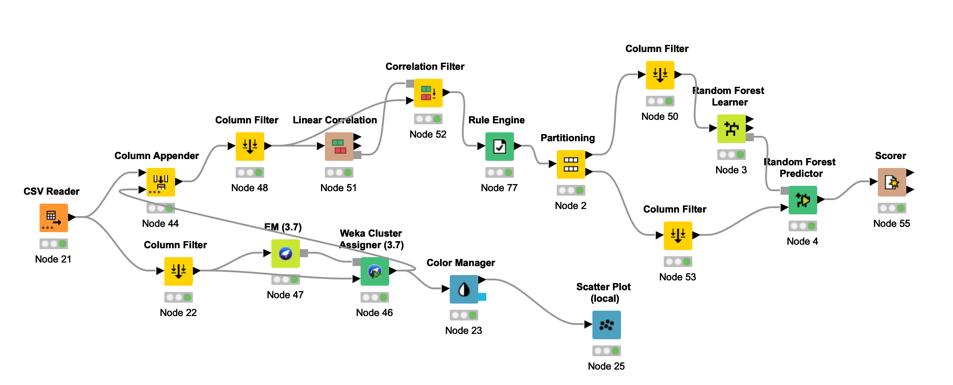 Column Filter
Node 50
Correlation Filter
Node 52
Random Forest
Learner
Node 3
Column Filter
Node 48
Linear Correlation
Node 51
Rule Engine
Node 77
Partitioning
Node 2
Column Appender
Node 44
Random Forest
Predictor
Node 4
Scorer
Node 55
CSV Reader
Node 21
Column Filter
Node 53
Column Filter
Node 22
EM (3.7)
Node 47
Weka Cluster
Assigner (3.7)
Node 46
Color Manager
Node 23
Scatter Plot
(local)
Node 25